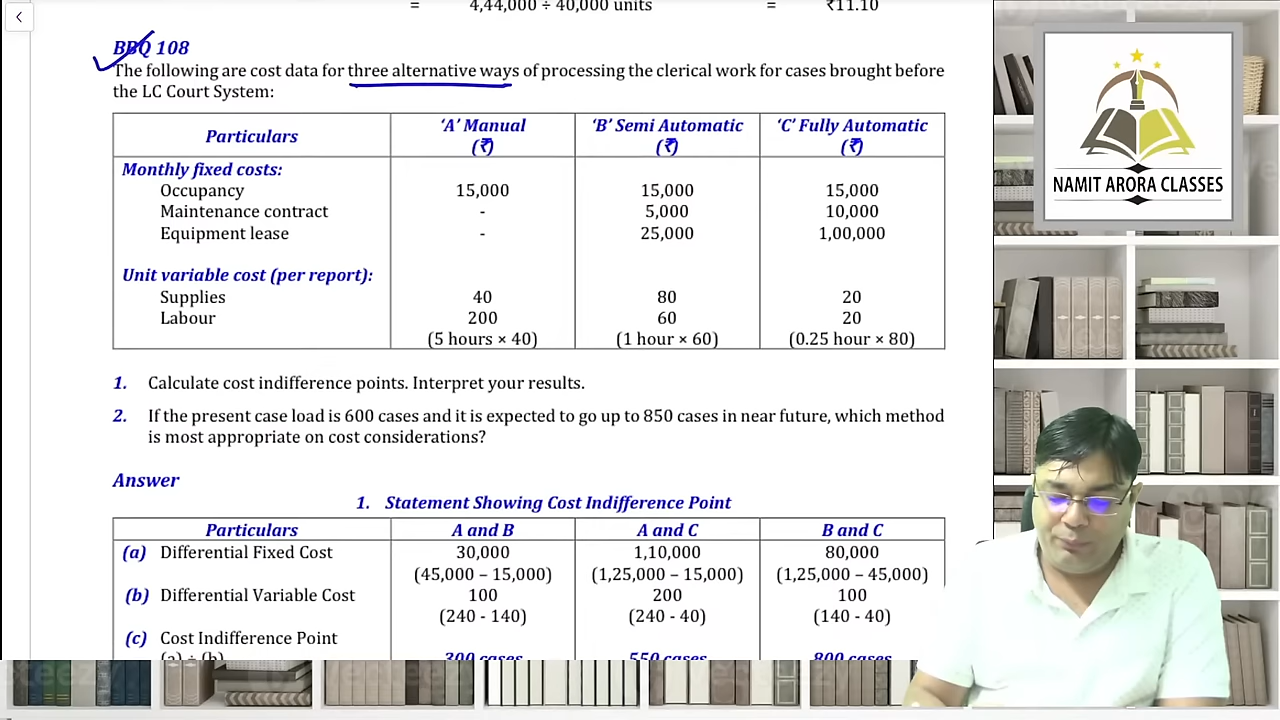 = 4,44,000 ÷ 40,000 units = ₹11.10
BBQ 108
The following are cost data for three alternative ways of processing the clerical work for cases brought before
the LC Court System:
Particulars 'A' Manual (₹) 'B' Semi Automatic (₹) 'C' Fully Automatic (₹)
Monthly fixed costs:
Occupancy 15,000 15,000 15,000
Maintenance contract - 5,000 10,000
Equipment lease - 25,000 1,00,000
Unit variable cost (per report):
Supplies 40 80 20
Labour 200 60 20
(5 hours × 40) (1 hour × 60) (0.25 hour × 80)
1. Calculate cost indifference points. Interpret your results.
2. If the present case load is 600 cases and it is expected to go up to 850 cases in near future, which method
is most appropriate on cost considerations?
Answer
1. Statement Showing Cost Indifference Point
Particulars A and B A and C B and C
(a) Differential Fixed Cost 30,000 1,10,000 80,000
(45,000 – 15,000) (1,25,000 – 15,000) (1,25,000 – 45,000)
(b) Differential Variable Cost 100 200 100
(240 - 140) (240 - 40) (140 - 40)
(c) Cost Indifference Point
(a) ÷ (b) 300 cases 550 cases 800 cases
NAMIT ARORA CLASSES